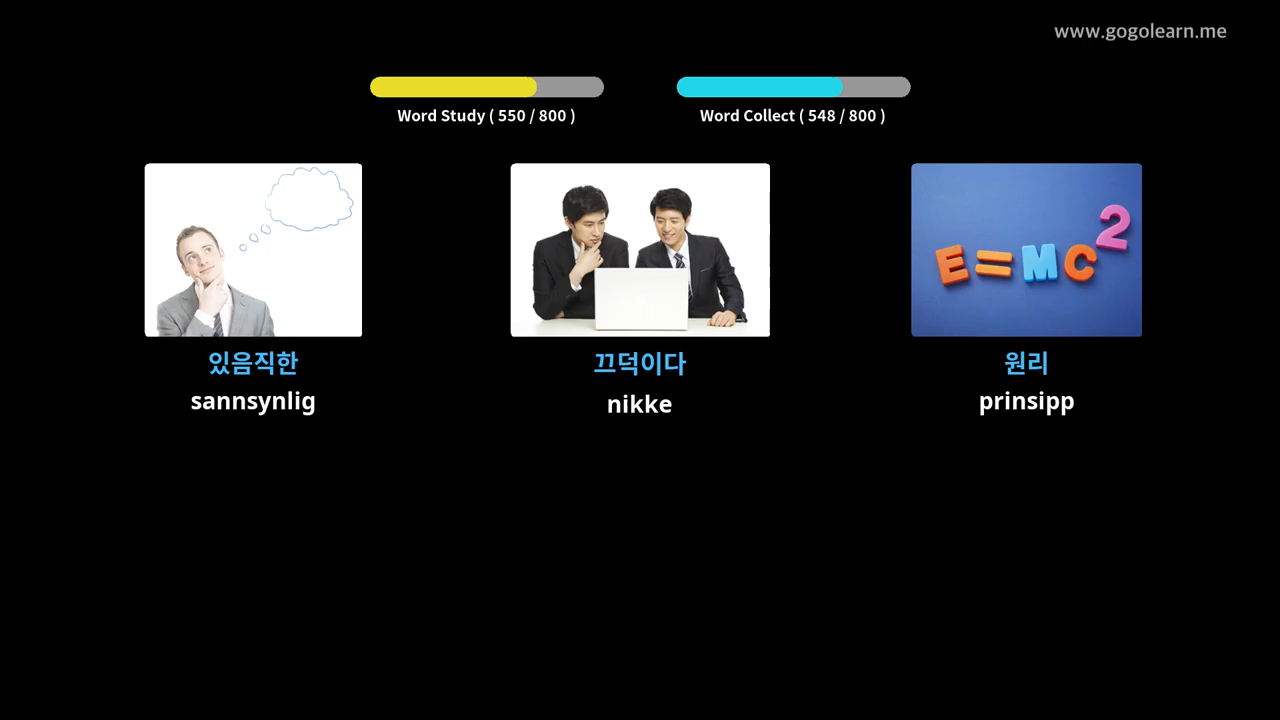 www.gogolearn.me
Word Study ( 550 / 800 )
Word Collect ( 548 / 800 )
E=MC2
있음직한
끄덕이다
원리
sannsynlig
nikke
prinsipp